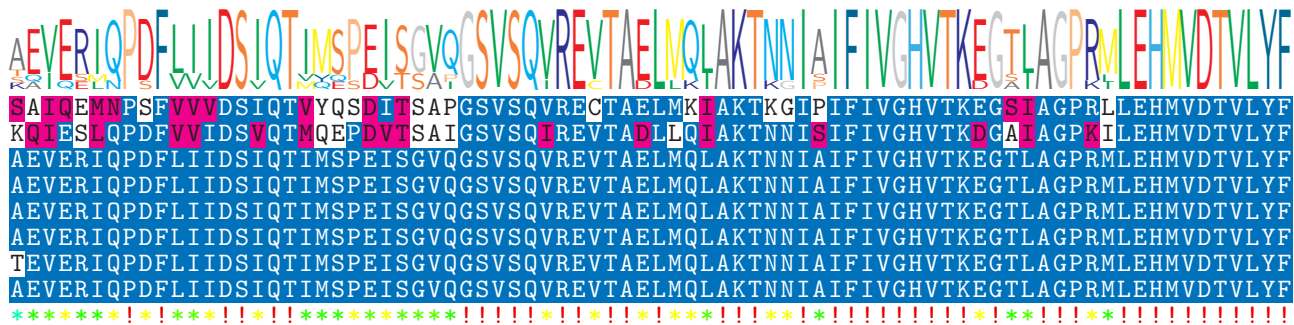 AEVERIQPDFLIIDSIQTIMSPEISGVQGSVSQVREVTAELMQLAKTNNIAIFIVGHVTKEGTLAGPRMLEHMVDTVLYF
SAIQEMNPSFVVVDSIQTVYQSDITSAPGSVSQVRECTAELMKIAKTKGIPIFIVGHVTKEGSIAGPRLLEHMVDTVLYF
KQIESLQPDFVVIDSVQTMQEPDVTSAIGSVSQIREVTADLLQIAKTNNISIFIVGHVTKDGAIAGPKILEHMVDTVLYF
AEVERIQPDFLIIDSIQTIMSPEISGVQGSVSQVREVTAELMQLAKTNNIAIFIVGHVTKEGTLAGPRMLEHMVDTVLYF
AEVERIQPDFLIIDSIQTIMSPEISGVQGSVSQVREVTAELMQLAKTNNIAIFIVGHVTKEGTLAGPRMLEHMVDTVLYF
AEVERIQPDFLIIDSIQTIMSPEISGVQGSVSQVREVTAELMQLAKTNNIAIFIVGHVTKEGTLAGPRMLEHMVDTVLYF
AEVERIQPDFLIIDSIQTIMSPEISGVQGSVSQVREVTAELMQLAKTNNIAIFIVGHVTKEGTLAGPRMLEHMVDTVLYF
TEVERIQPDFLIIDSIQTIMSPEISGVQGSVSQVREVTAELMQLAKTNNIAIFIVGHVTKEGTLAGPRMLEHMVDTVLYF
AEVERIQPDFLIIDSIQTIMSPEISGVQGSVSQVREVTAELMQLAKTNNIAIFIVGHVTKEGTLAGPRMLEHMVDTVLYF
*******!*!***!!*!!**********!!!!!*!!*!!*!***!!!**!*!!!!!!!!!*!**!!!**!!!!!!!!!!!